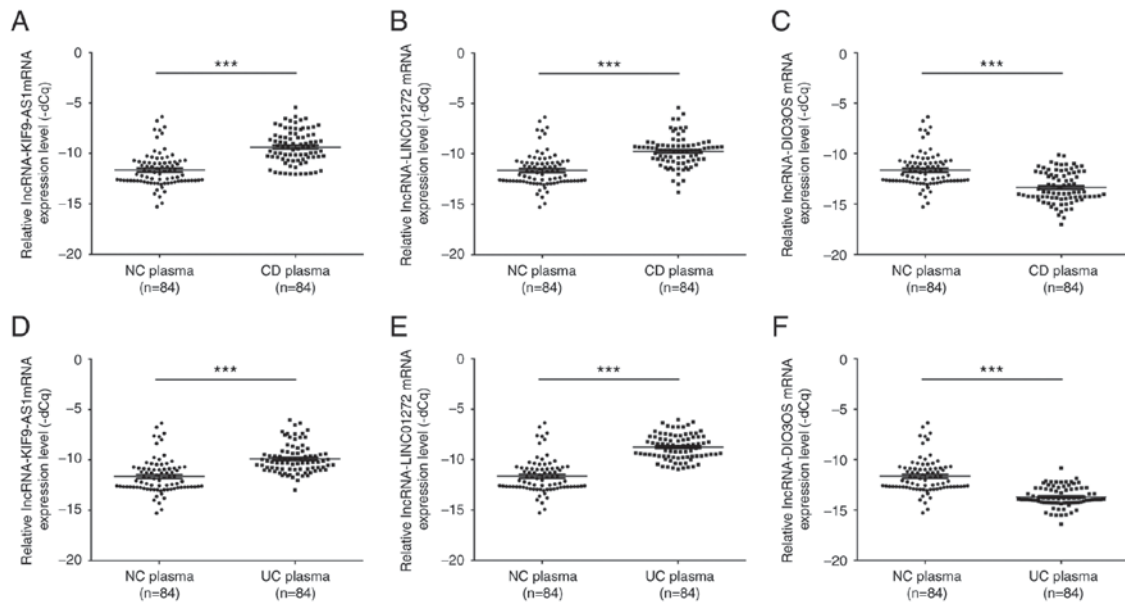 A
Relative lncRNA-KIF9-AS1mRNA
expression level (-dCq)
0
−5
−10
−15
−20
***
NC plasma
(n=84)
CD plasma
(n=84)
B
Relative lncRNA-LINC01272 mRNA
expression level (-dCq)
0
−5
−10
−15
−20
***
NC plasma
(n=84)
CD plasma
(n=84)
C
Relative lncRNA-DIO3OS mRNA
expression level (-dCq)
0
−5
−10
−15
−20
***
NC plasma
(n=84)
CD plasma
(n=84)
D
Relative lncRNA-KIF9-AS1mRNA
expression level (-dCq)
0
−5
−10
−15
−20
***
NC plasma
(n=84)
UC plasma
(n=84)
E
Relative lncRNA-LINC01272 mRNA
expression level (-dCq)
0
−5
−10
−15
−20
***
NC plasma
(n=84)
UC plasma
(n=84)
F
Relative lncRNA-DIO3OS mRNA
expression level (-dCq)
0
−5
−10
−15
−20
***
NC plasma
(n=84)
UC plasma
(n=84)